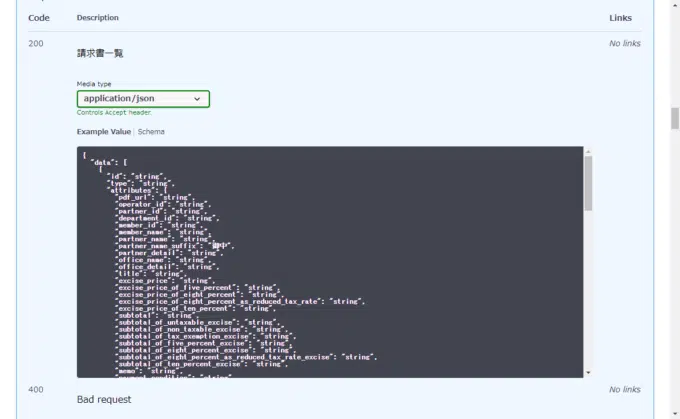 Code Description Links
200 No links
請求書一覧
Media type
application/json
Controls Accept header.
Example Value | Schema
{
"data": [
{
"id": "string",
"type": "string",
"attributes": {
"pdf_url": "string",
"operator_id": "string",
"partner_id": "string",
"department_id": "string",
"member_id": "string",
"member_name": "string",
"partner_name": "string",
"partner_name_suffix": "御中",
"partner_detail": "string",
"office_name": "string",
"office_detail": "string",
"title": "string",
"excise_price": "string",
"excise_price_of_five_percent": "string",
"excise_price_of_eight_percent": "string",
"excise_price_of_eight_percent_as_reduced_tax_rate": "string",
"excise_price_of_ten_percent": "string",
"subtotal": "string",
"subtotal_of_untaxable_excise": "string",
"subtotal_of_non_taxable_excise": "string",
"subtotal_of_tax_exemption_excise": "string",
"subtotal_of_five_percent_excise": "string",
"subtotal_of_eight_percent_excise": "string",
"subtotal_of_eight_percent_as_reduced_tax_rate_excise": "string",
"subtotal_of_ten_percent_excise": "string",
"memo": "string",
400 No links
Bad request